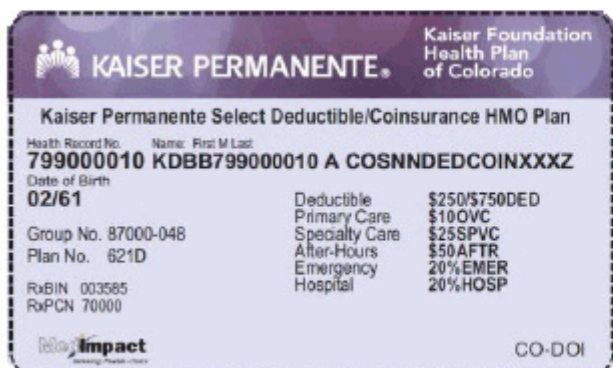 KAISER PERMANENTE®
Kaiser Foundation
Health Plan
of Colorado
Kaiser Permanente Select Deductible/Coinsurance HMO Plan
Health Record No. Name: First M Last
799000010 KDBB799000010 A COSNNDEDCOINXXXZ
Date of Birth
02/61
Group No. 87000-048
Plan No. 621D
RxBIN 003585
RxPCN 70000
Deductible $250/$750DED
Primary Care $10OVC
Specialty Care $25SPVC
After-Hours $50AFTR
Emergency 20%EMER
Hospital 20%HOSP
MedImpact
CO-DOI